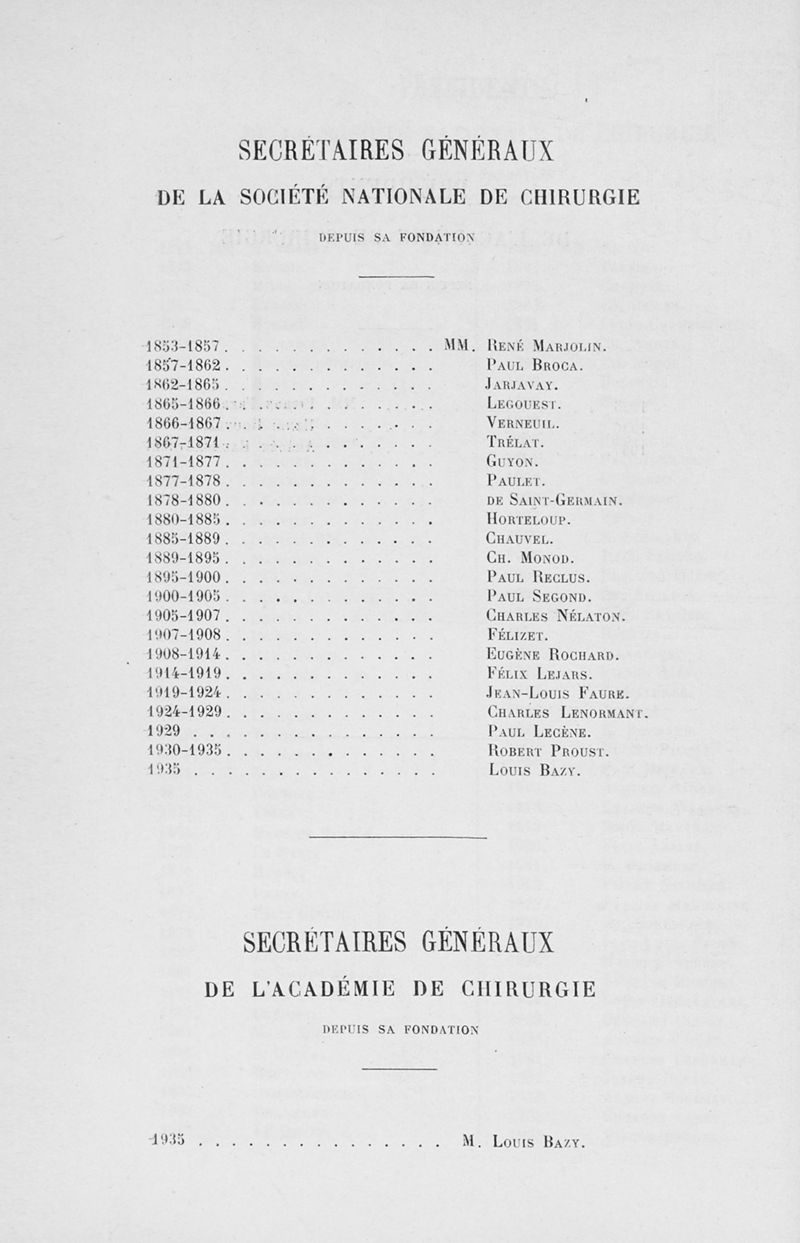 SECRÉTAIRES GÉNÉRAUX
DE LA SOCIÉTÉ NATIONALE DE CHIRURGIE
DEPUIS SA FONDATION
1853-1857 . . . . . . . . . . . . . MM. RENÉ MARJOLIN.
1857-1862 . . . . . . . . . . . . . PAUL BROCA.
1862-1865 . . . . . . . . . . . . . JARJAVAY.
1865-1866 . . . . . . . . . . . . . LEGOUEST.
1866-1867 . . . . . . . . . . . . . VERNEUIL.
1867-1871 . . . . . . . . . . . . . TRÉLAT.
1871-1877 . . . . . . . . . . . . . GUYON.
1877-1878 . . . . . . . . . . . . . PAULET.
1878-1880 . . . . . . . . . . . . . DE SAINT-GERMAIN.
1880-1885 . . . . . . . . . . . . . HORTELOUP.
1885-1889 . . . . . . . . . . . . . CHAUVEL.
1889-1895 . . . . . . . . . . . . . CH. MONOD.
1895-1900 . . . . . . . . . . . . . PAUL RECLUS.
1900-1905 . . . . . . . . . . . . . PAUL SEGOND.
1905-1907 . . . . . . . . . . . . . CHARLES NÉLATON.
1907-1908 . . . . . . . . . . . . . FÉLIZET.
1908-1914 . . . . . . . . . . . . . EUGÈNE ROCHARD.
1914-1919 . . . . . . . . . . . . . FÉLIX LEJARS.
1919-1924 . . . . . . . . . . . . . JEAN-LOUIS FAURE.
1924-1929 . . . . . . . . . . . . . CHARLES LENORMANT.
1929 . . . . . . . . . . . . . . . PAUL LECÈNE.
1930-1935 . . . . . . . . . . . . . ROBERT PROUST.
1935 . . . . . . . . . . . . . . . LOUIS BAZY.
SECRÉTAIRES GÉNÉRAUX
DE L'ACADÉMIE DE CHIRURGIE
DEPUIS SA FONDATION
1935 . . . . . . . . . . . . . . . M. LOUIS BAZY.